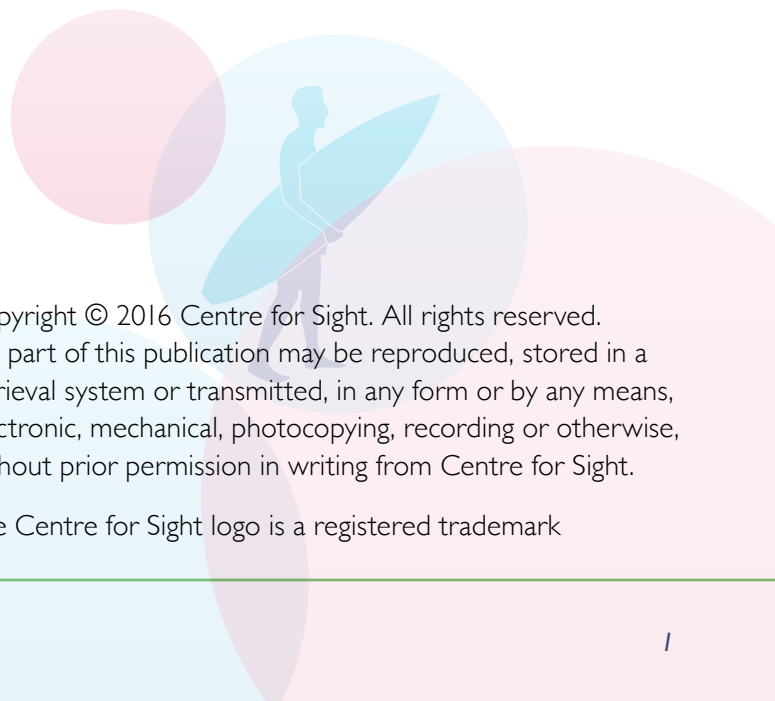 pyright © 2016 Centre for Sight. All rights reserved.
part of this publication may be reproduced, stored in a
rieval system or transmitted, in any form or by any means,
ctronic, mechanical, photocopying, recording or otherwise,
hout prior permission in writing from Centre for Sight.
e Centre for Sight logo is a registered trademark
1